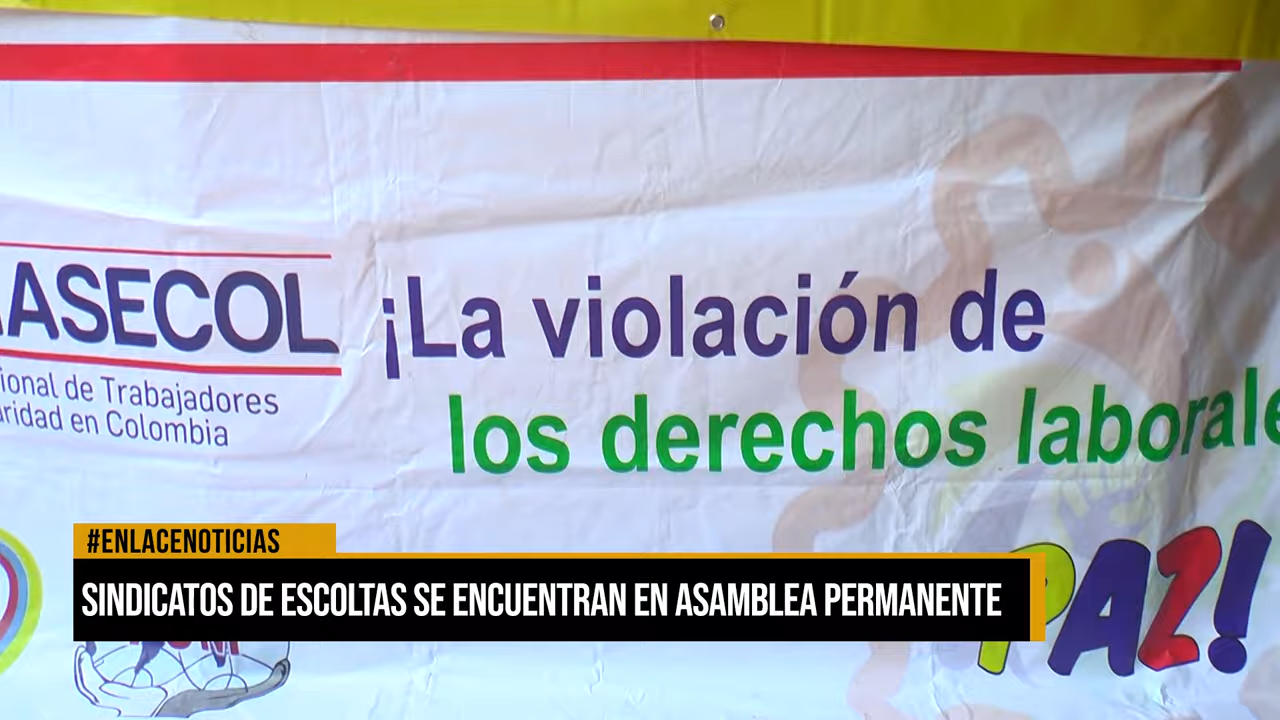 ASECOL
ional de Trabajadores
aridad en Colombia
¡La violación de
los derechos laborale
PAZ!
#ENLACENOTICIAS
SINDICATOS DE ESCOLTAS SE ENCUENTRAN EN ASAMBLEA PERMANENTE